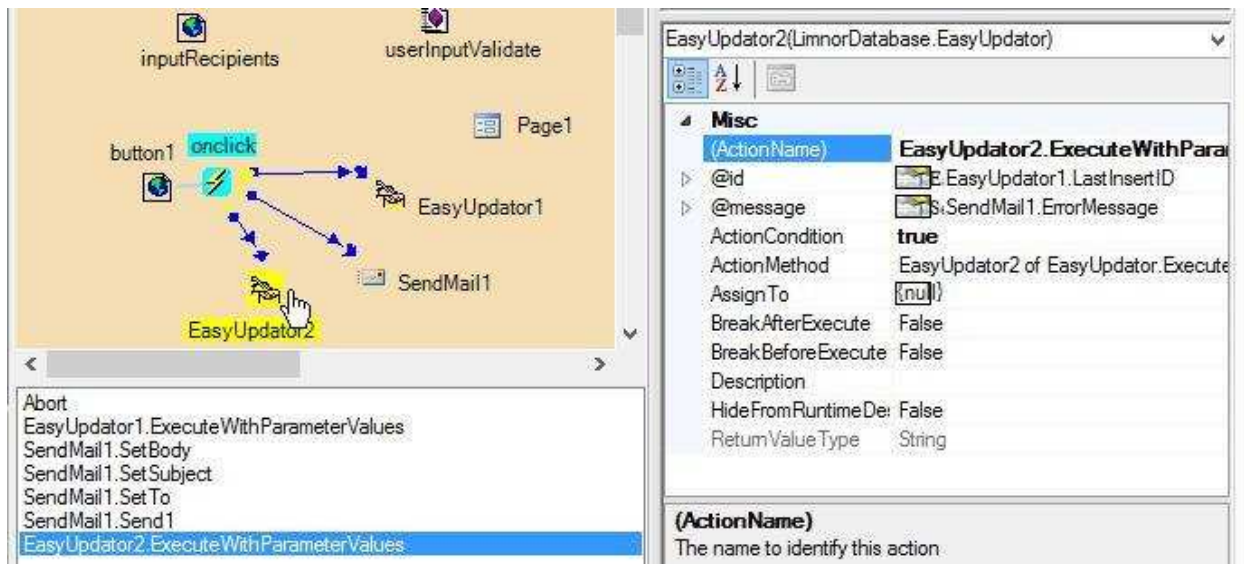 inputRecipients
userInputValidate
Page1
button1
onclick
EasyUpdator1
SendMail1
EasyUpdator2
Abort
EasyUpdator1.ExecuteWithParameterValues
SendMail1.SetBody
SendMail1.SetSubject
SendMail1.SetTo
SendMail1.Send1
EasyUpdator2.ExecuteWithParameterValues
EasyUpdator2(LimnorDatabase.EasyUpdator)
Misc
(ActionName) EasyUpdator2.ExecuteWithPara
@id E.EasyUpdator1.LastInsertID
@message SendMail1.ErrorMessage
ActionCondition true
ActionMethod EasyUpdator2 of EasyUpdator.Execute
AssignTo {null}
BreakAfterExecute False
BreakBeforeExecute False
Description
HideFromRuntimeDe False
ReturnValueType String
(ActionName)
The name to identify this action